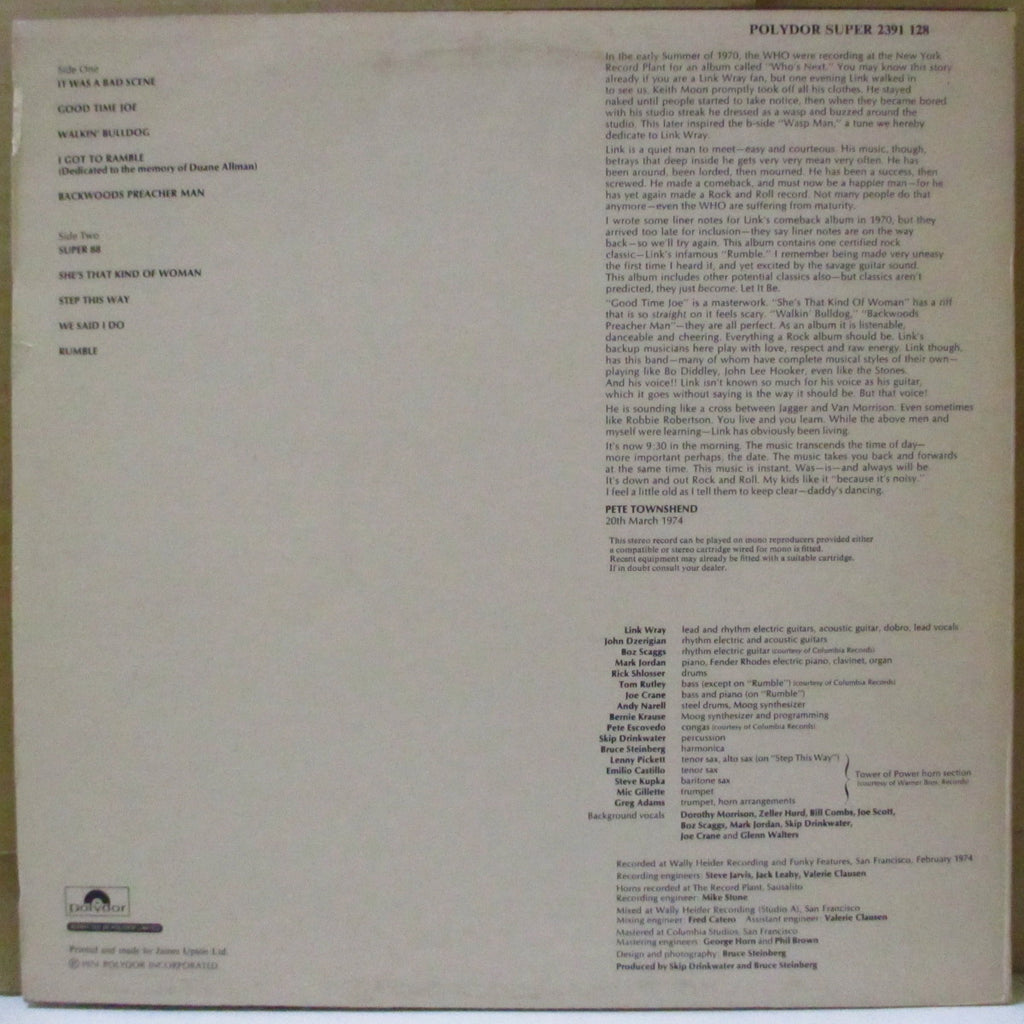 POLYDOR SUPER 2391 128
Side One
IT WAS A BAD SCENE
GOOD TIME JOE
WALKIN' BULLDOG
I GOT TO RAMBLE
(Dedicated to the memory of Duane Allman)
BACKWOODS PREACHER MAN
Side Two
SUPER 88
SHE'S THAT KIND OF WOMAN
STEP THIS WAY
WE SAID I DO
RUMBLE
In the early Summer of 1970, the WHO were recording at the New York
Record Plant for an album called "Who's Next." You may know this story
already if you are a Link Wray fan, but one evening Link walked in
to see us. Keith Moon promptly took off all his clothes. He stayed
naked until people started to take notice, then when they became bored
with his studio streak he dressed as a wasp and buzzed around the
studio. This later inspired the b-side "Wasp Man," a tune we hereby
dedicate to Link Wray.
Link is a quiet man to meet—easy and courteous. His music, though,
betrays that deep inside he gets very very mean very often. He has
been around, been lorded, then mourned. He has been a success, then
screwed. He made a comeback, and must now be a happier man—for he
has yet again made a Rock and Roll record. Not many people do that
anymore—even the WHO are suffering from maturity.
I wrote some liner notes for Link's comeback album in 1970, but they
arrived too late for inclusion—they say liner notes are on the way
back—so we'll try again. This album contains one certified rock
classic—Link's infamous "Rumble." I remember being made very uneasy
the first time I heard it, and yet excited by the savage guitar sound.
This album includes other potential classics also—but classics aren't
predicted, they just become. Let It Be.
"Good Time Joe" is a masterwork. "She's That Kind Of Woman" has a riff
that is so straight on it feels scary. "Walkin' Bulldog," "Backwoods
Preacher Man"—they are all perfect. As an album it is listenable,
danceable and cheering. Everything a Rock album should be. Link's
backup musicians here play with love, respect and raw energy. Link though,
has this band—many of whom have complete musical styles of their own—
playing like Bo Diddley, John Lee Hooker, even like the Stones.
And his voice!! Link isn't known so much for his voice as his guitar,
which it goes without saying is the way it should be. But that voice!
He is sounding like a cross between Jagger and Van Morrison. Even sometimes
like Robbie Robertson. You live and you learn. While the above men and
myself were learning—Link has obviously been living.
It's now 9:30 in the morning. The music transcends the time of day—
more important perhaps, the date. The music takes you back and forwards
at the same time. This music is instant. Was—is—and always will be.
It's down and out Rock and Roll. My kids like it "because it's noisy."
I feel a little old as I tell them to keep clear—daddy's dancing.
PETE TOWNSHEND
20th March 1974
This stereo record can be played on mono reproducers provided either
a compatible or stereo cartridge wired for mono is fitted.
Recent equipment may already be fitted with a suitable cartridge.
If in doubt consult your dealer.
Link Wray lead and rhythm electric guitars, acoustic guitar, dobro, lead vocals
John Dzerigian rhythm electric and acoustic guitars
Boz Scaggs rhythm electric guitar (courtesy of Columbia Records)
Mark Jordan piano, Fender Rhodes electric piano, clavinet, organ
Rick Shlosser drums
Tom Rutley bass (except on "Rumble") (courtesy of Columbia Records)
Joe Crane bass and piano (on "Rumble")
Andy Narell steel drums, Moog synthesizer
Bernie Krause Moog synthesizer and programming
Pete Escovedo congas (courtesy of Columbia Records)
Skip Drinkwater percussion
Bruce Steinberg harmonica
Lenny Pickett tenor sax, alto sax (on "Step This Way")
Emilio Castillo tenor sax
Steve Kupka baritone sax
Mic Gillette trumpet
Greg Adams trumpet, horn arrangements
Tower of Power horn section
(courtesy of Warner Bros. Records)
Background vocals Dorothy Morrison, Zeller Hurd, Bill Combs, Joe Scott,
Boz Scaggs, Mark Jordan, Skip Drinkwater,
Joe Crane and Glenn Walters
Recorded at Wally Heider Recording and Funky Features, San Francisco, February 1974
Recording engineers: Steve Jarvis, Jack Leahy, Valerie Clausen
Horns recorded at The Record Plant, Sausalito
Recording engineer: Mike Stone
Mixed at Wally Heider Recording (Studio A), San Francisco
Mixing engineer: Fred Catero Assistant engineer: Valerie Clausen
Mastered at Columbia Studios, San Francisco
Mastering engineers: George Horn and Phil Brown
Design and photography: Bruce Steinberg
Produced by Skip Drinkwater and Bruce Steinberg
polydor
Printed and made by James Upton Ltd.
℗ 1974 POLYDOR INCORPORATED